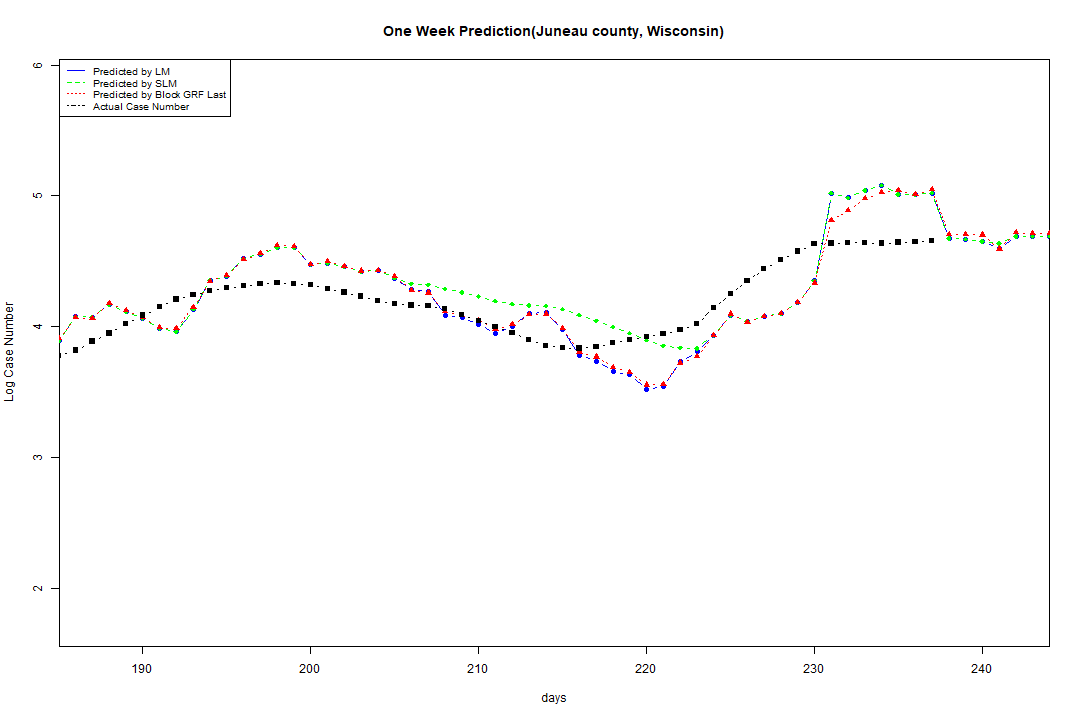 One Week Prediction(Juneau county, Wisconsin)
Predicted by LM
Predicted by SLM
Predicted by Block GRF Last
Actual Case Number
6
5
4
3
2
Log Case Number
190 200 210 220 230 240
days